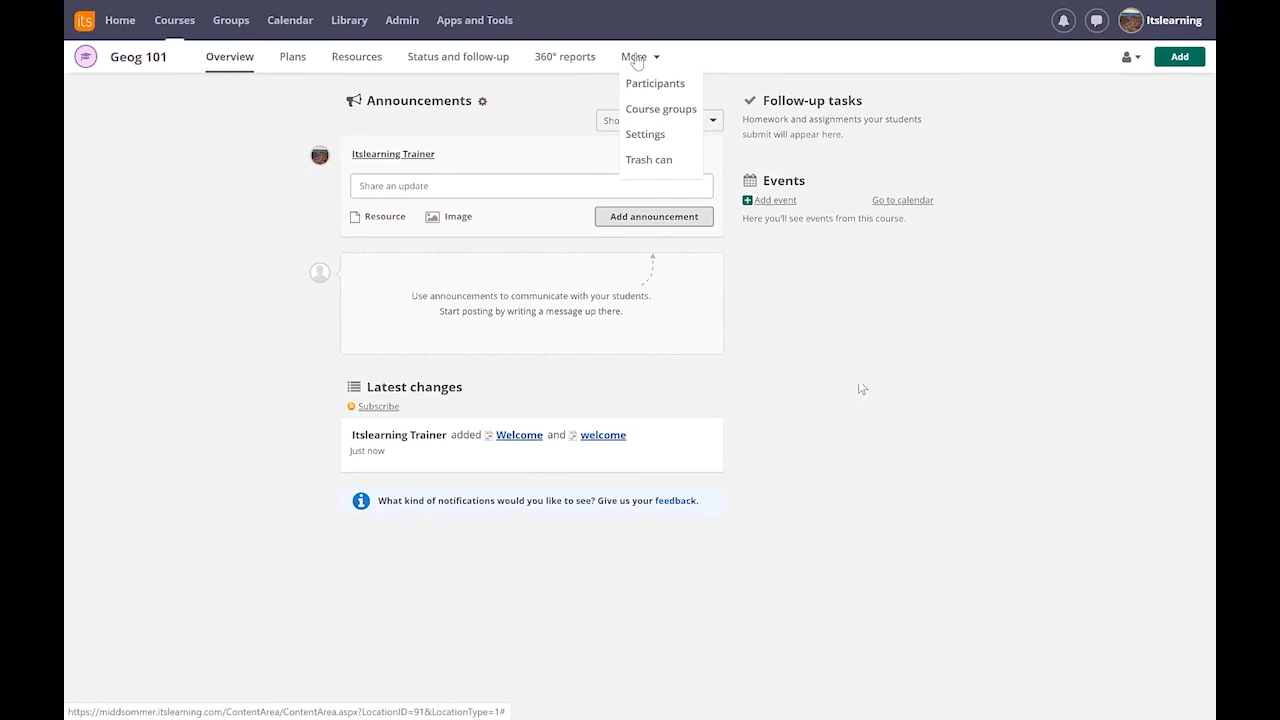 its Home Courses Groups Calendar Library Admin Apps and Tools Itslearning
Geog 101 Overview Plans Resources Status and follow-up 360° reports More Add
Participants
Course groups
Settings
Trash can
Announcements
Sho
Itslearning Trainer
Share an update
Resource Image Add announcement
Use announcements to communicate with your students.
Start posting by writing a message up there.
Latest changes
Subscribe
Itslearning Trainer added Welcome and welcome
Just now
What kind of notifications would you like to see? Give us your feedback.
Follow-up tasks
Homework and assignments your students
submit will appear here.
Events
Add event Go to calendar
Here you'll see events from this course.
https://middsommer.itslearning.com/ContentArea/ContentArea.aspx?LocationID=91&LocationType=1#